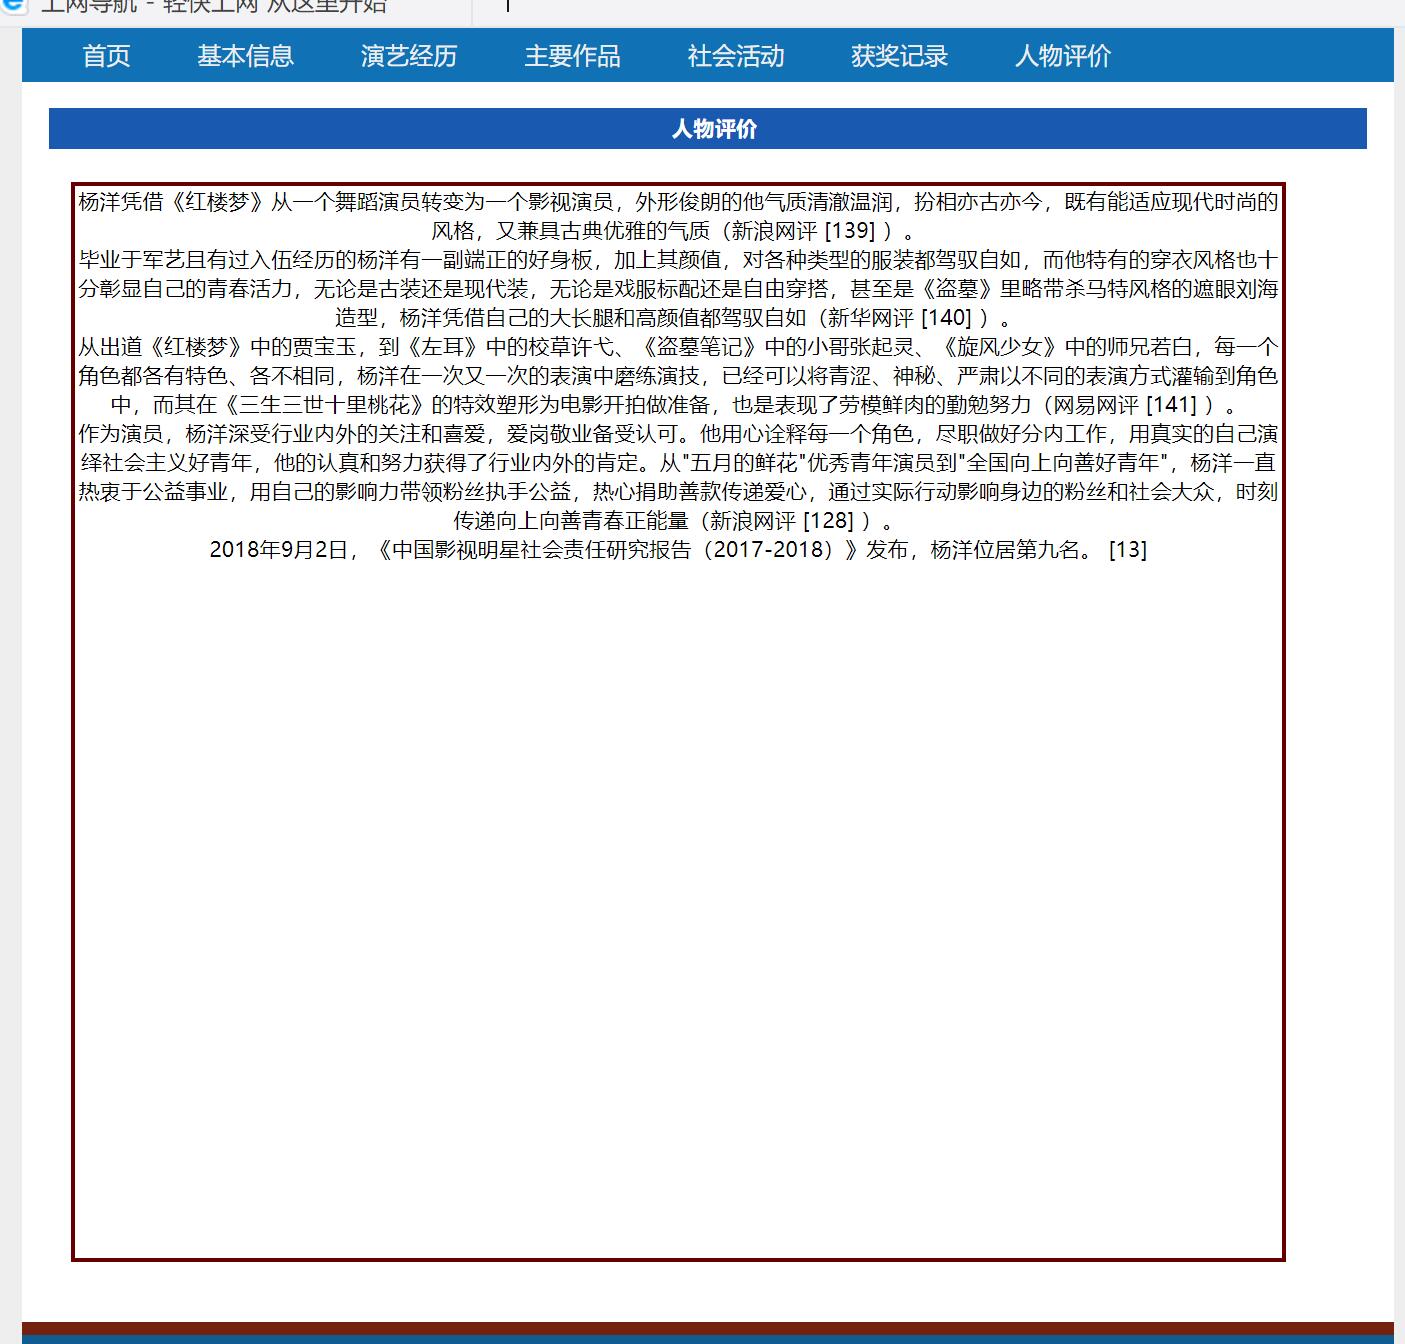 上网导航 - 轻快上网 从这里开始
首页 基本信息 演艺经历 主要作品 社会活动 获奖记录 人物评价
人物评价
杨洋凭借《红楼梦》从一个舞蹈演员转变为一个影视演员，外形俊朗的他气质清澈温润，扮相亦古亦今，既有能适应现代时尚的
风格，又兼具古典优雅的气质（新浪网评 [139] ）。
毕业于军艺且有过入伍经历的杨洋有一副端正的好身板，加上其颜值，对各种类型的服装都驾驭自如，而他特有的穿衣风格也十
分彰显自己的青春活力，无论是古装还是现代装，无论是戏服标配还是自由穿搭，甚至是《盗墓》里略带杀马特风格的遮眼刘海
造型，杨洋凭借自己的大长腿和高颜值都驾驭自如（新华网评 [140] ）。
从出道《红楼梦》中的贾宝玉，到《左耳》中的校草许弋、《盗墓笔记》中的小哥张起灵、《旋风少女》中的师兄若白，每一个
角色都各有特色、各不相同，杨洋在一次又一次的表演中磨练演技，已经可以将青涩、神秘、严肃以不同的表演方式灌输到角色
中，而其在《三生三世十里桃花》的特效塑形为电影开拍做准备，也是表现了劳模鲜肉的勤勉努力（网易网评 [141] ）。
作为演员，杨洋深受行业内外的关注和喜爱，爱岗敬业备受认可。他用心诠释每一个角色，尽职做好分内工作，用真实的自己演
绎社会主义好青年，他的认真和努力获得了行业内外的肯定。从"五月的鲜花"优秀青年演员到"全国向上向善好青年"，杨洋一直
热衷于公益事业，用自己的影响力带领粉丝执手公益，热心捐助善款传递爱心，通过实际行动影响身边的粉丝和社会大众，时刻
传递向上向善青春正能量（新浪网评 [128] ）。
2018年9月2日，《中国影视明星社会责任研究报告（2017-2018）》发布，杨洋位居第九名。 [13]